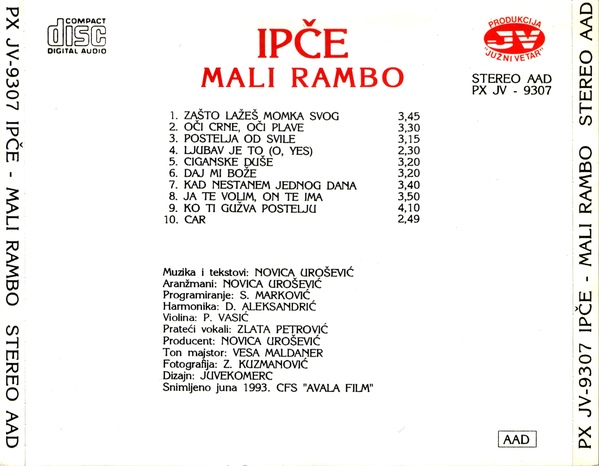 PX JV-9307 IPČE - MALI RAMBO STEREO AAD
COMPACT
disc
DIGITAL AUDIO
IPČE
MALI RAMBO
PRODUKCIJA
JV
"JUŽNI VETAR"
STEREO AAD
PX JV - 9307
1. ZAŠTO LAŽEŠ MOMKA SVOG 3,45
2. OČI CRNE, OČI PLAVE 3,30
3. POSTELJA OD SVILE 3,15
4. LJUBAV JE TO (O, YES) 2,30
5. CIGANSKE DUŠE 3,20
6. DAJ MI BOŽE 3,20
7. KAD NESTANEM JEDNOG DANA 3,40
8. JA TE VOLIM, ON TE IMA 3,50
9. KO TI GUŽVA POSTELJU 4,10
10. CAR 2,49
Muzika i tekstovi: NOVICA UROŠEVIĆ
Aranžmani: NOVICA UROŠEVIĆ
Programiranje: S. MARKOVIĆ
Harmonika: D. ALEKSANDRIĆ
Violina: P. VASIĆ
Prateći vokali: ZLATA PETROVIĆ
Producent: NOVICA UROŠEVIĆ
Ton majstor: VESA MALDANER
Fotografija: Z. KUZMANOVIĆ
Dizajn: JUVEKOMERC
Snimljeno juna 1993. CFS "AVALA FILM"
AAD
PX JV-9307 IPČE - MALI RAMBO STEREO AAD